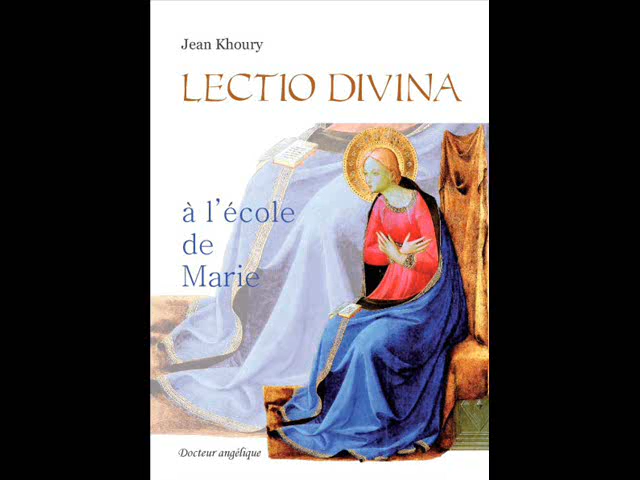 Jean Khoury
LECTIO DIVINA
à l'école
de
Marie
Docteur angélique